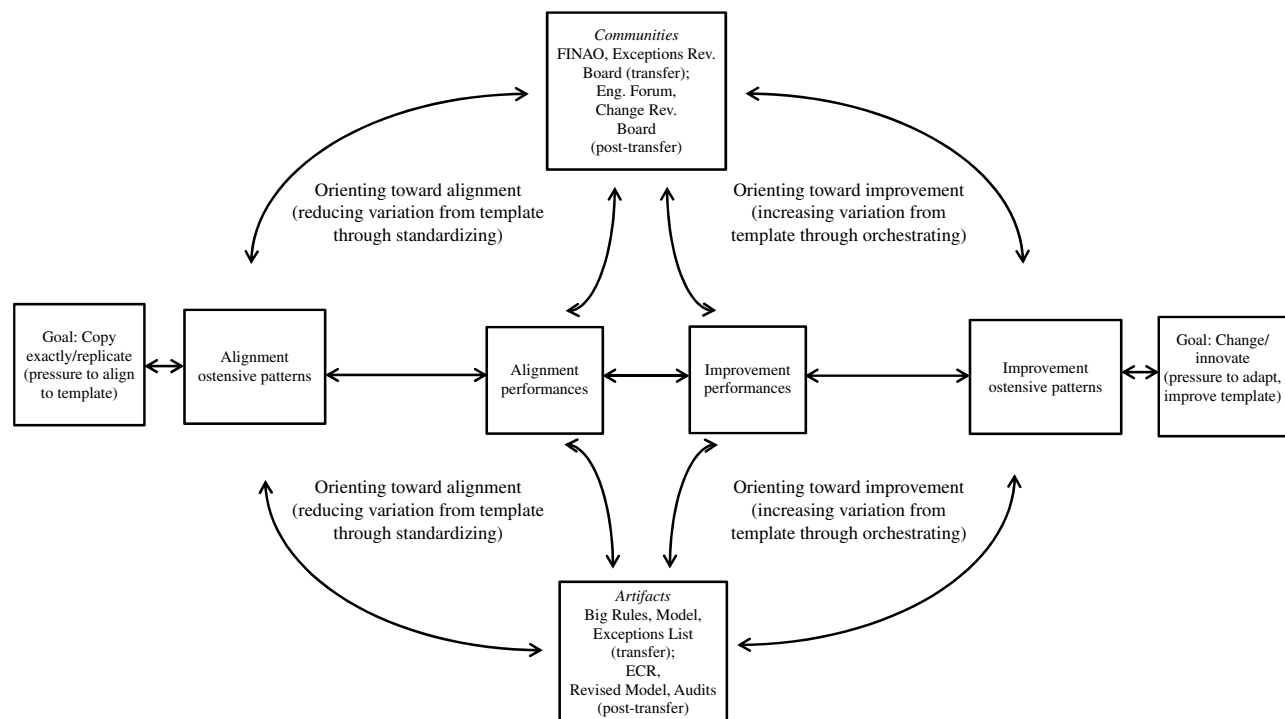 Communities
FINAO, Exceptions Rev.
Board (transfer);
Eng. Forum,
Change Rev.
Board
(post-transfer)
Orienting toward alignment
(reducing variation from template
through standardizing)
Orienting toward improvement
(increasing variation from
template through orchestrating)
Goal: Copy
exactly/replicate
(pressure to align
to template)
Alignment
ostensive patterns
Alignment
performances
Improvement
performances
Improvement
ostensive patterns
Goal: Change/
innovate
(pressure to adapt,
improve template)
Orienting toward alignment
(reducing variation from template
through standardizing)
Orienting toward improvement
(increasing variation from
template through orchestrating)
Artifacts
Big Rules, Model,
Exceptions List
(transfer);
ECR,
Revised Model, Audits
(post-transfer)